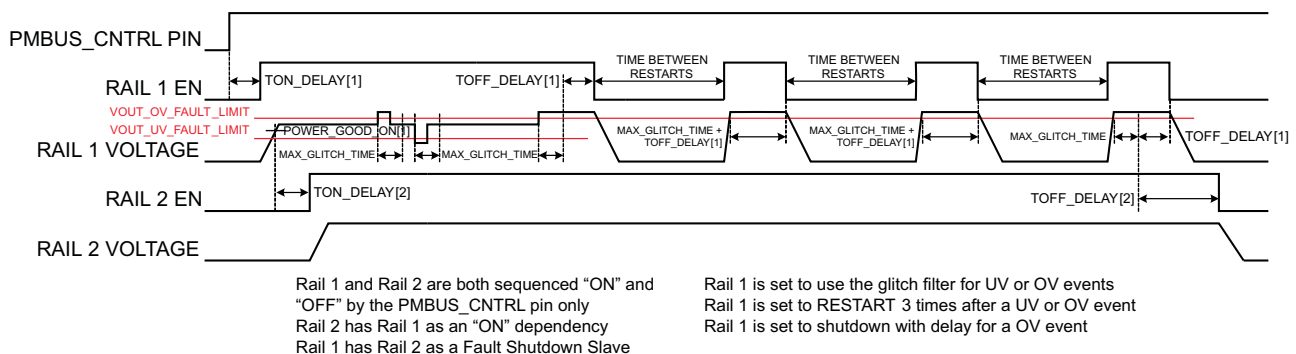 PMBUS_CNTRL PIN
RAIL 1 EN
TON_DELAY[1]
TOFF_DELAY[1]
TIME BETWEEN
RESTARTS
TIME BETWEEN
RESTARTS
TIME BETWEEN
RESTARTS
VOUT_OV_FAULT_LIMIT
VOUT_UV_FAULT_LIMIT
POWER_GOOD_ON[1]
RAIL 1 VOLTAGE
MAX_GLITCH_TIME
MAX_GLITCH_TIME
MAX_GLITCH_TIME +
TOFF_DELAY[1]
MAX_GLITCH_TIME +
TOFF_DELAY[1]
MAX_GLITCH_TIME
TOFF_DELAY[1]
RAIL 2 EN
TON_DELAY[2]
TOFF_DELAY[2]
RAIL 2 VOLTAGE
Rail 1 and Rail 2 are both sequenced “ON” and
“OFF” by the PMBUS_CNTRL pin only
Rail 2 has Rail 1 as an “ON” dependency
Rail 1 has Rail 2 as a Fault Shutdown Slave
Rail 1 is set to use the glitch filter for UV or OV events
Rail 1 is set to RESTART 3 times after a UV or OV event
Rail 1 is set to shutdown with delay for a OV event